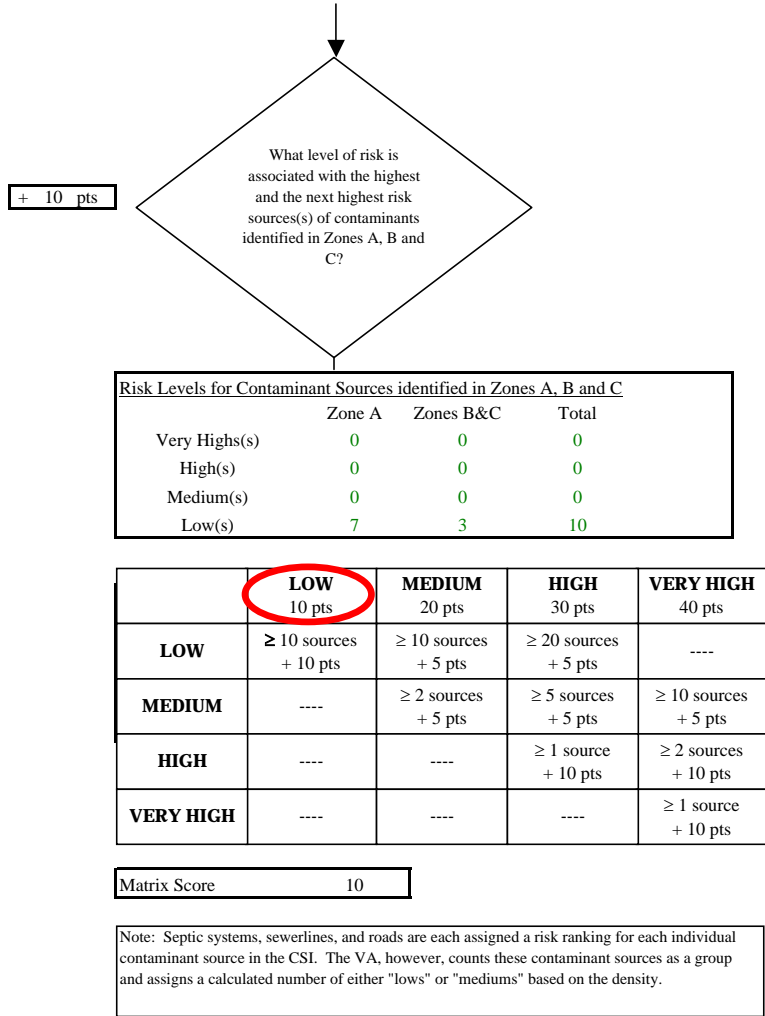 What level of risk is
associated with the highest
and the next highest risk
sources(s) of contaminants
identified in Zones A, B and
C?
+ 10 pts
Risk Levels for Contaminant Sources identified in Zones A, B and C
Zone A Zones B&C Total
Very Highs(s) 0 0 0
High(s) 0 0 0
Medium(s) 0 0 0
Low(s) 7 3 10
LOW MEDIUM HIGH VERY HIGH
10 pts 20 pts 30 pts 40 pts
LOW ≥ 10 sources + 10 pts ≥ 10 sources + 5 pts ≥ 20 sources + 5 pts ----
MEDIUM ---- ≥ 2 sources + 5 pts ≥ 5 sources + 5 pts ≥ 10 sources + 5 pts
HIGH ---- ---- ≥ 1 source + 10 pts ≥ 2 sources + 10 pts
VERY HIGH ---- ---- ---- ≥ 1 source + 10 pts
Matrix Score 10
Note: Septic systems, sewerlines, and roads are each assigned a risk ranking for each individual
contaminant source in the CSI. The VA, however, counts these contaminant sources as a group
and assigns a calculated number of either "lows" or "mediums" based on the density.